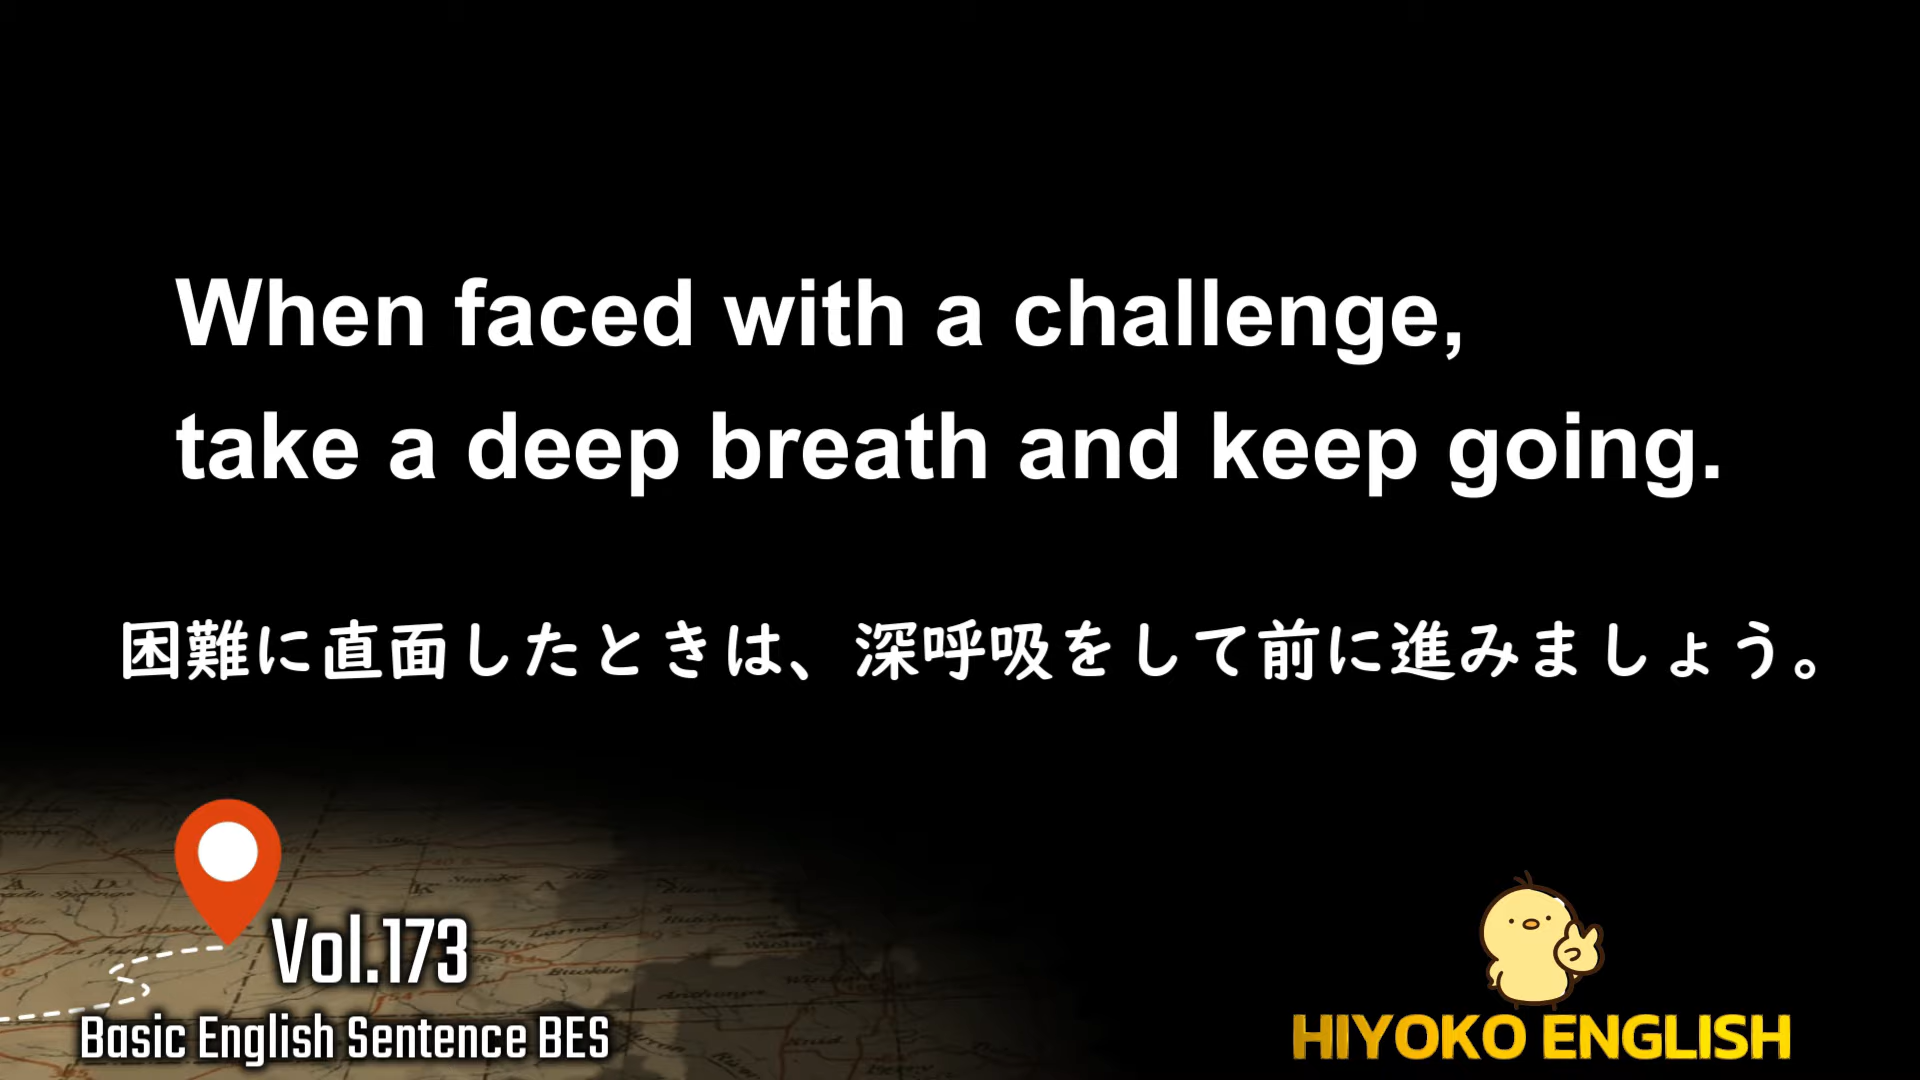 When faced with a challenge,
take a deep breath and keep going.
困難に直面したときは、深呼吸をして前に進みましょう。
Vol.173
Basic English Sentence BES
HIYOKO ENGLISH